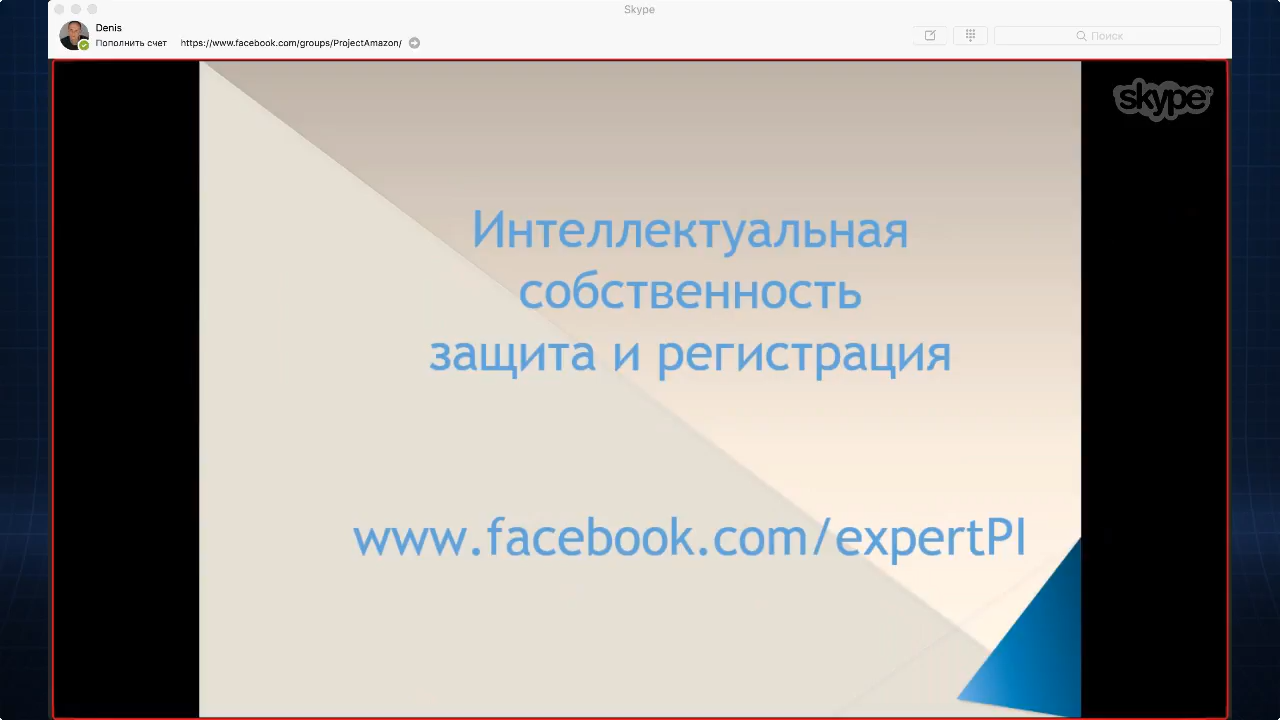 Skype
Denis
Пополнить счет https://www.facebook.com/groups/ProjectAmazon/
Поиск
skype™
Интеллектуальная
собственность
защита и регистрация
www.facebook.com/expertPI